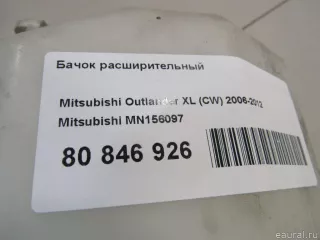 Бачок расширительный
Mitsubishi Outlander XL (CW) 2006-2012
Mitsubishi MN156097
80 846 926
eaural.ru